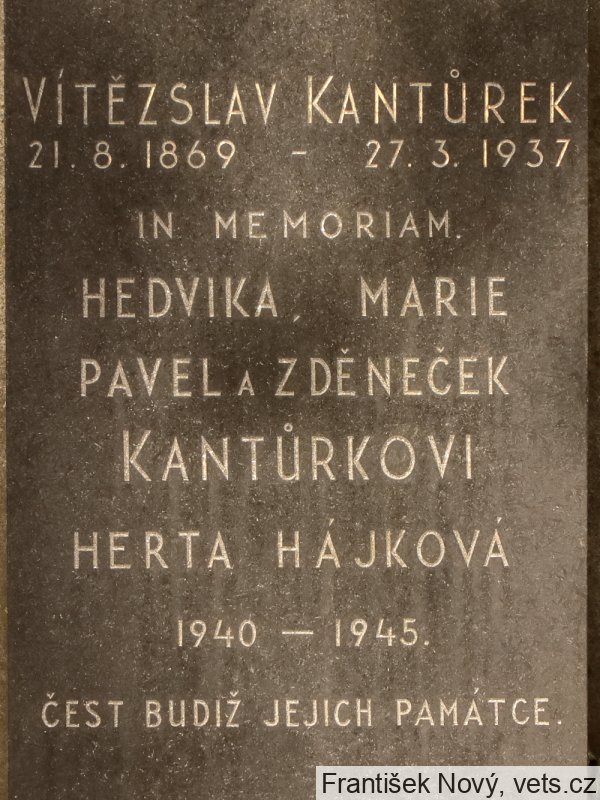 VÍTĚZSLAV KANTŮREK
21. 8. 1869 – 27. 3. 1937
IN MEMORIAM.
HEDVIKA, MARIE
PAVEL A ZDĚNEČEK
KANTŮRKOVI
HERTA HÁJKOVÁ
1940 — 1945.
ČEST BUDIŽ JEJICH PAMÁTCE.
František Nový, vets.cz